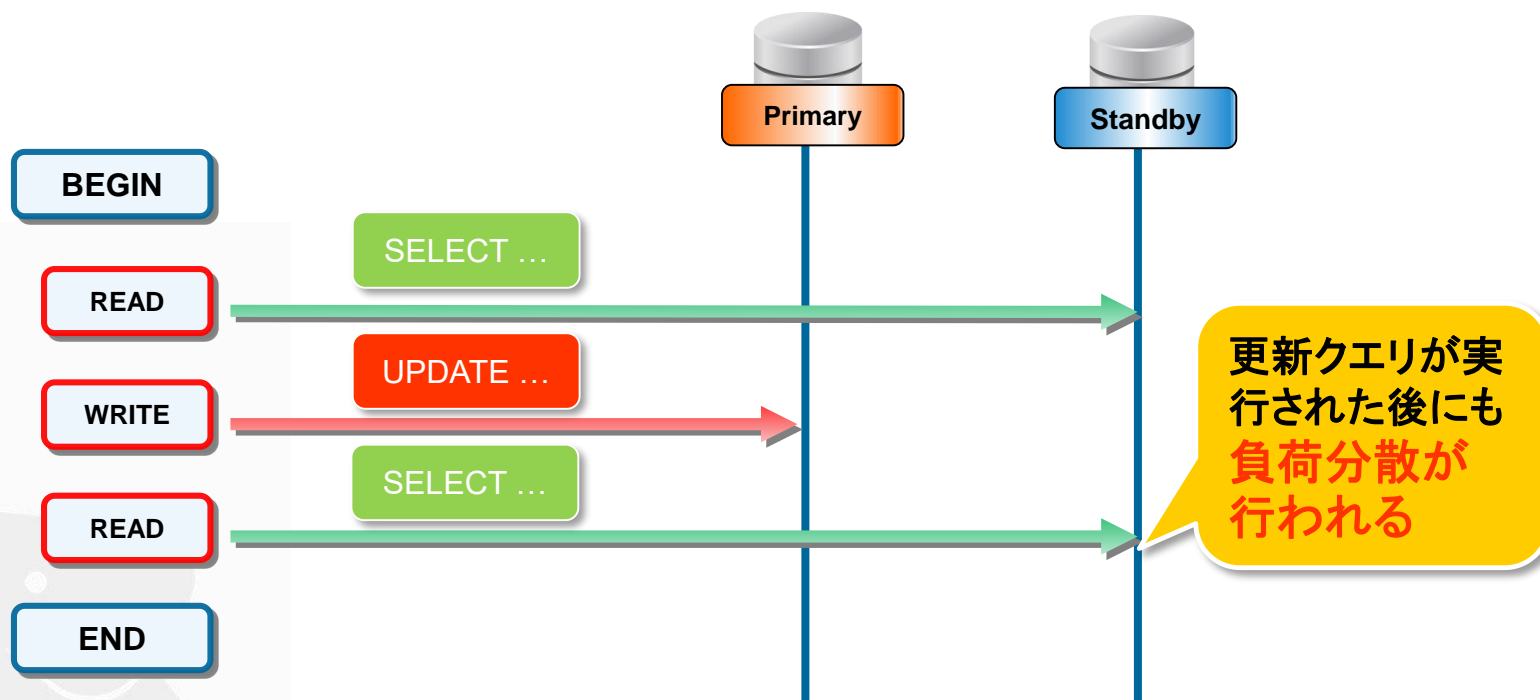 Primary
Standby
BEGIN
SELECT …
READ
UPDATE …
WRITE
SELECT …
READ
END
更新クエリが実
行された後にも
負荷分散が
行われる